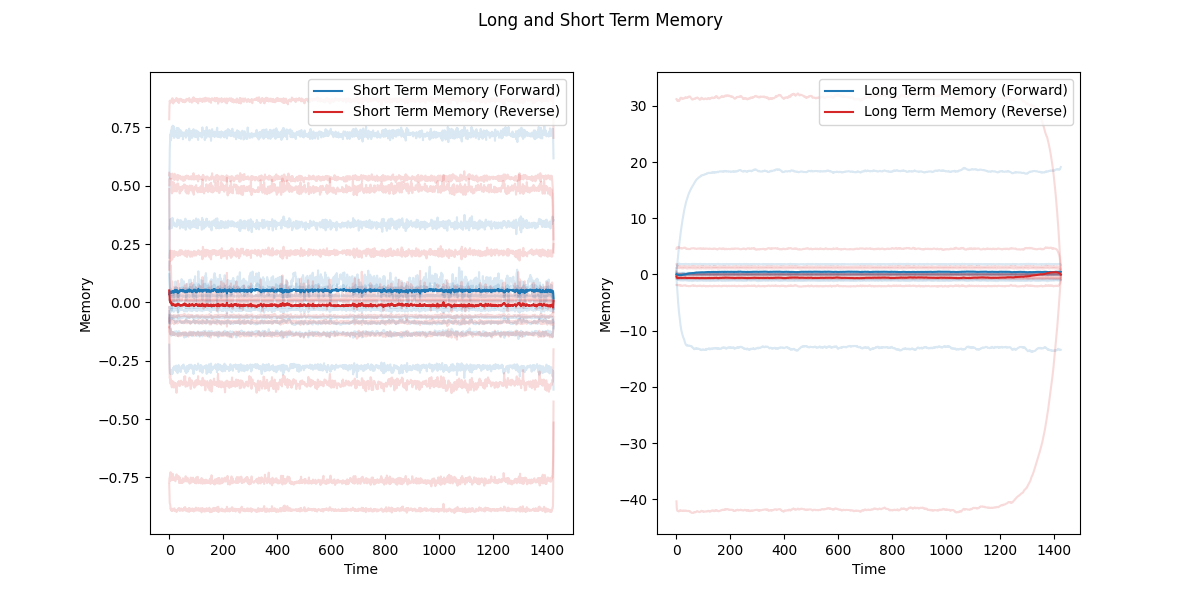 Long and Short Term Memory
Short Term Memory (Forward)
Short Term Memory (Reverse)
0.75
0.50
0.25
0.00
−0.25
−0.50
−0.75
Memory
0 200 400 600 800 1000 1200 1400
Time
Long Term Memory (Forward)
Long Term Memory (Reverse)
30
20
10
0
−10
−20
−30
−40
Memory
0 200 400 600 800 1000 1200 1400
Time